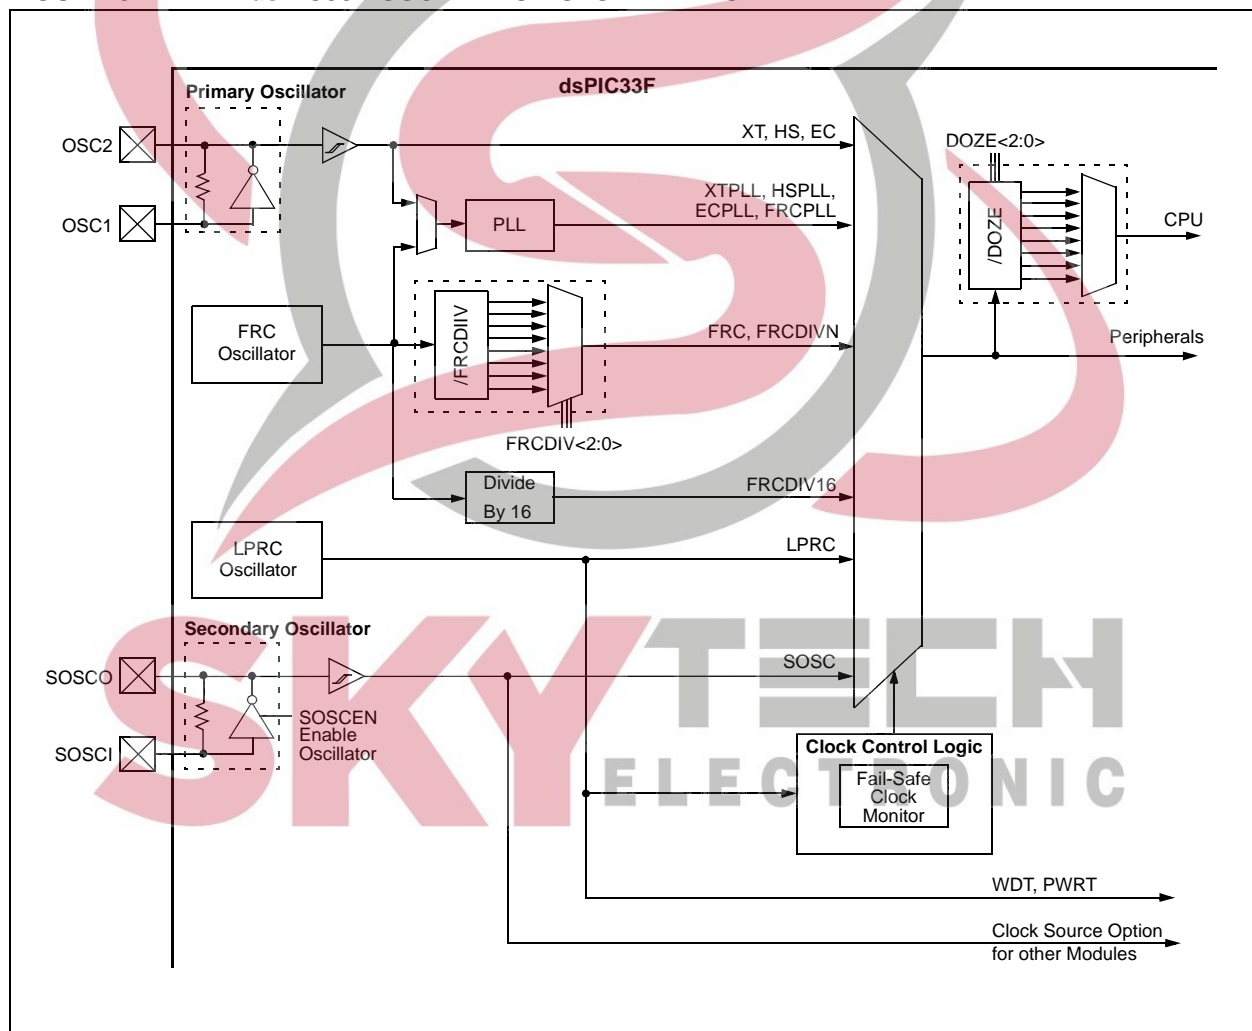 dsPIC33F
Primary Oscillator
OSC2
OSC1
XT, HS, EC
XTPLL, HSPLL,
ECPLL, FRCPLL
PLL
DOZE<2:0>
/DOZE
CPU
FRC
Oscillator
/FRCDIIV
FRC, FRCDIVN
Peripherals
FRCDIV<2:0>
Divide
By 16
FRCDIV16
LPRC
Oscillator
LPRC
Secondary Oscillator
SOSCO
SOSC
SOSCEN
Enable
Oscillator
SOSCI
Clock Control Logic
Fail-Safe
Clock
Monitor
WDT, PWRT
Clock Source Option
for other Modules
SKYTECH
ELECTRONIC